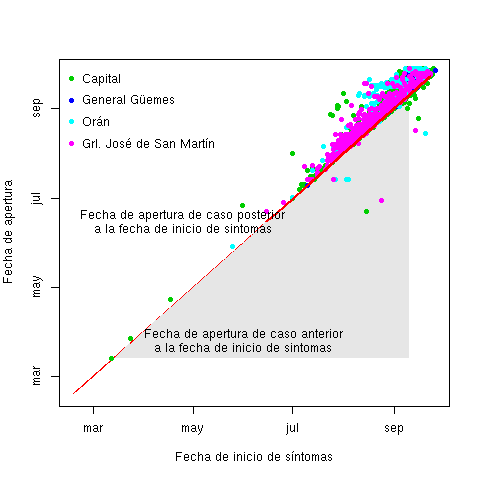 Capital
General Güemes
Orán
Grl. José de San Martín
Fecha de apertura de caso posterior
a la fecha de inicio de sintomas
Fecha de apertura de caso anterior
a la fecha de inicio de síntomas
sep
jul
may
mar
Fecha de apertura
mar may jul sep
Fecha de inicio de síntomas